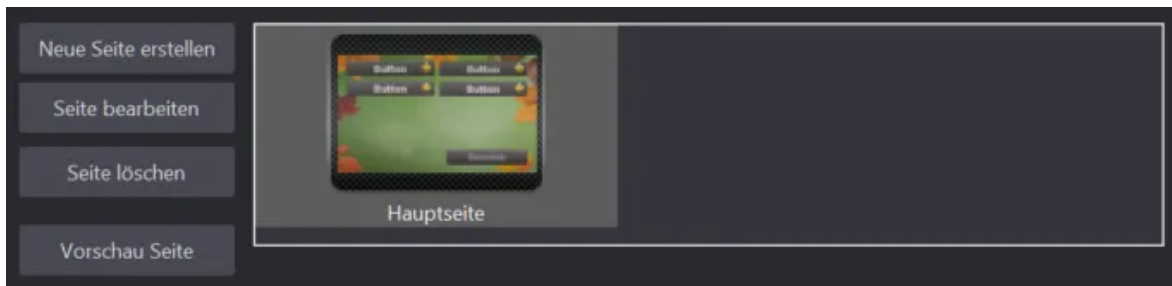 Neue Seite erstellen
Seite bearbeiten
Seite löschen
Vorschau Seite
Button
Button
Button
Button
Hauptseite